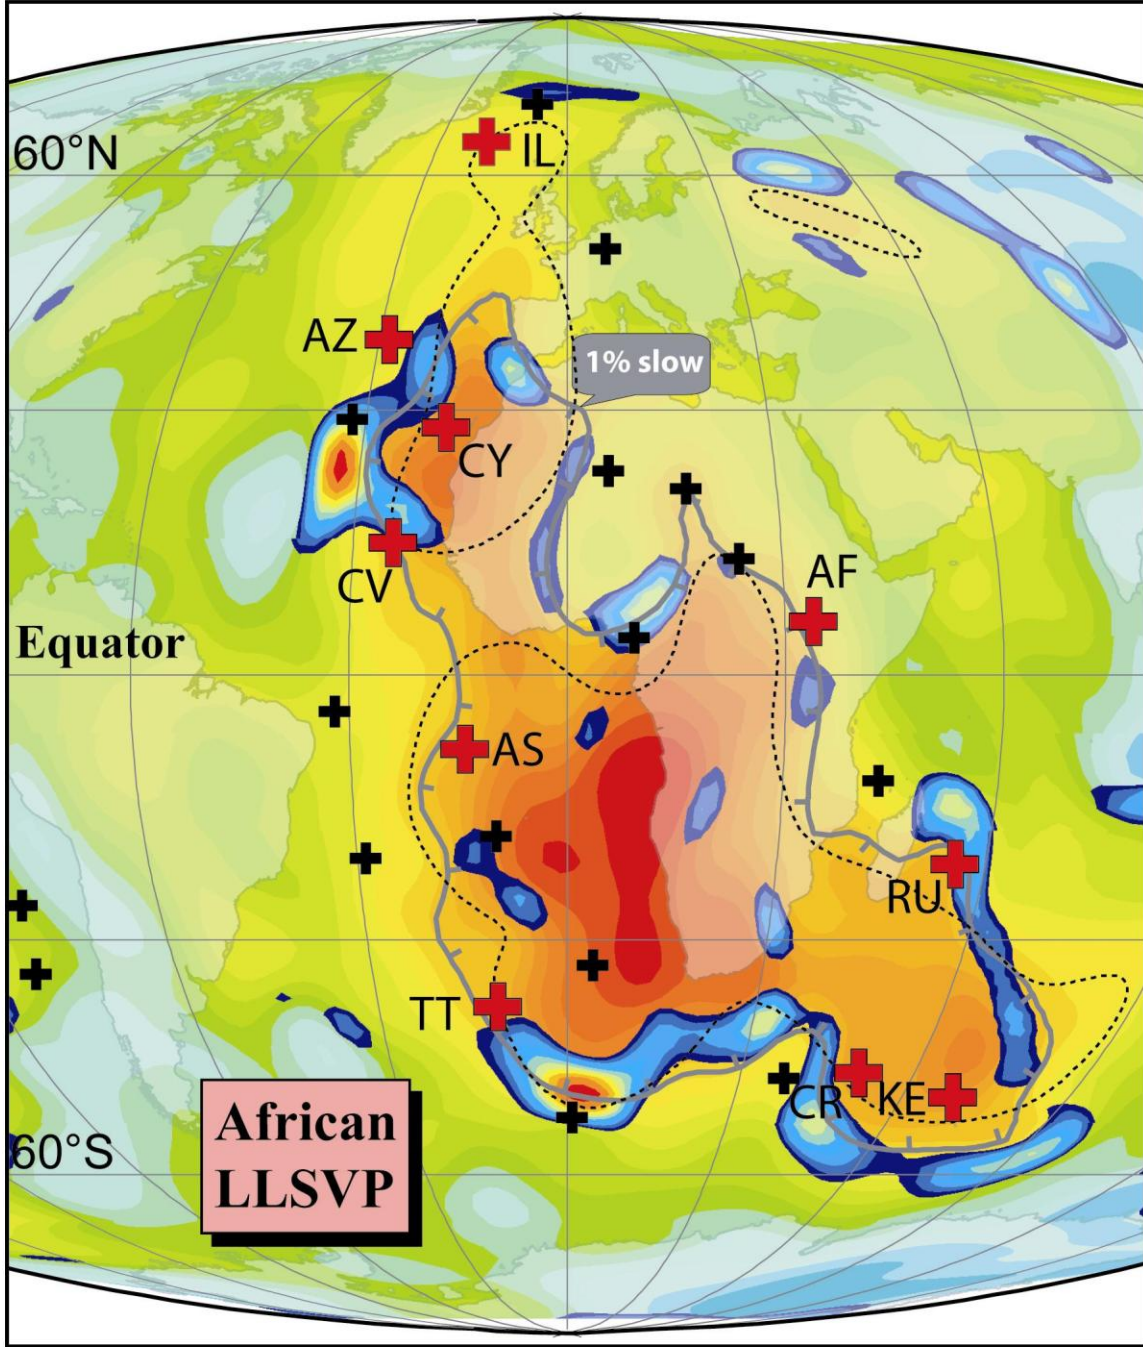 60°N
IL
AZ
1% slow
CY
CV
AF
Equator
AS
RU
TT
CR
KE
African
LLSVP
60°S